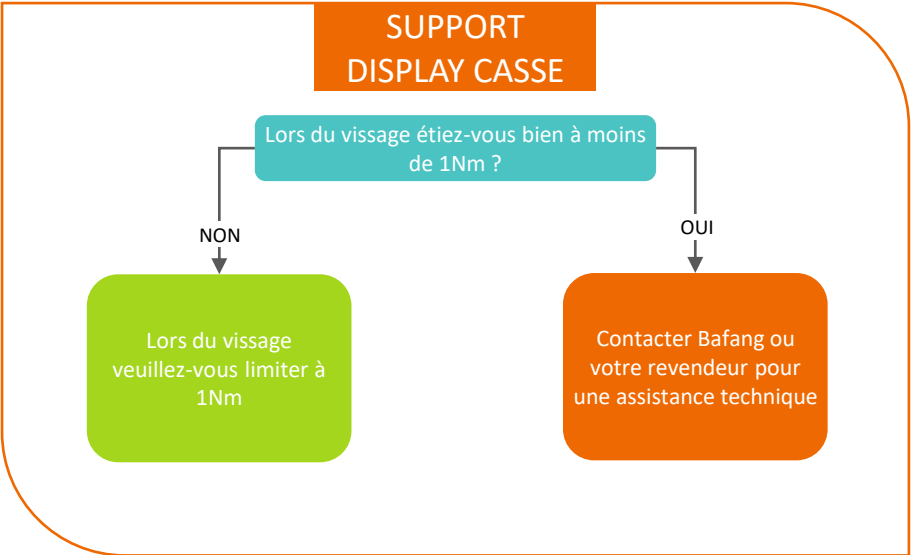 SUPPORT
DISPLAY CASSE
Lors du vissage étiez-vous bien à moins
de 1Nm ?
NON
OUI
Lors du vissage
veuillez-vous limiter à
1Nm
Contacter Bafang ou
votre revendeur pour
une assistance technique